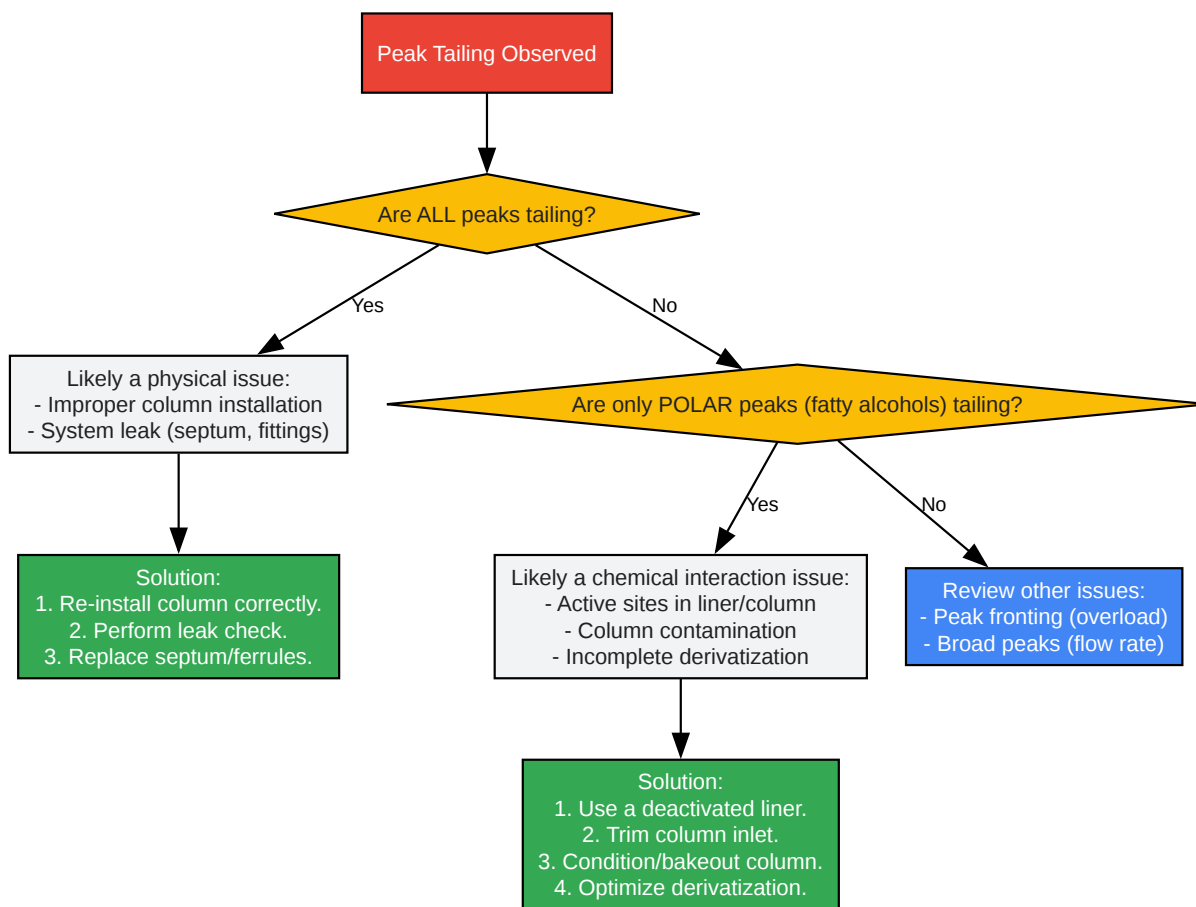 Peak Tailing Observed
Are ALL peaks tailing?
Yes
No
Likely a physical issue:
- Improper column installation
- System leak (septum, fittings)
Are only POLAR peaks (fatty alcohols) tailing?
Yes
No
Solution:
1. Re-install column correctly.
2. Perform leak check.
3. Replace septum/ferrules.
Likely a chemical interaction issue:
- Active sites in liner/column
- Column contamination
- Incomplete derivatization
Review other issues:
- Peak fronting (overload)
- Broad peaks (flow rate)
Solution:
1. Use a deactivated liner.
2. Trim column inlet.
3. Condition/bakeout column.
4. Optimize derivatization.